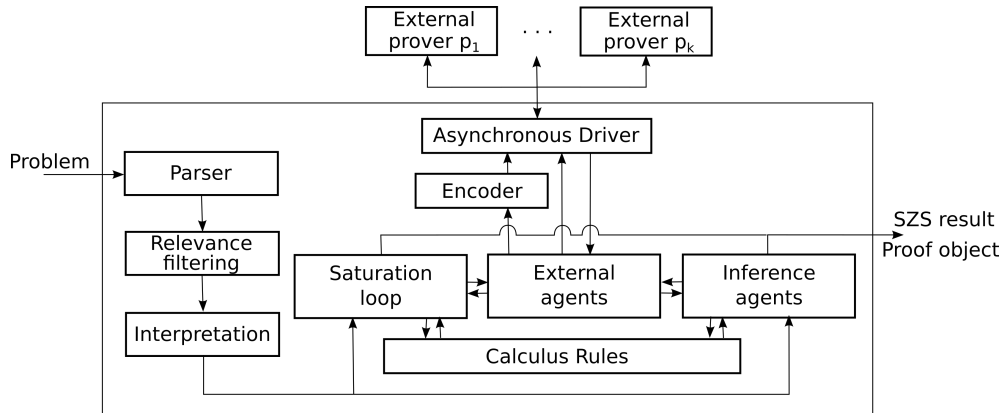 External
prover p₁
. . .
External
prover pₖ
Asynchronous Driver
Problem
Parser
Encoder
Relevance
filtering
SZS result
Proof object
Saturation
loop
External
agents
Inference
agents
Interpretation
Calculus Rules